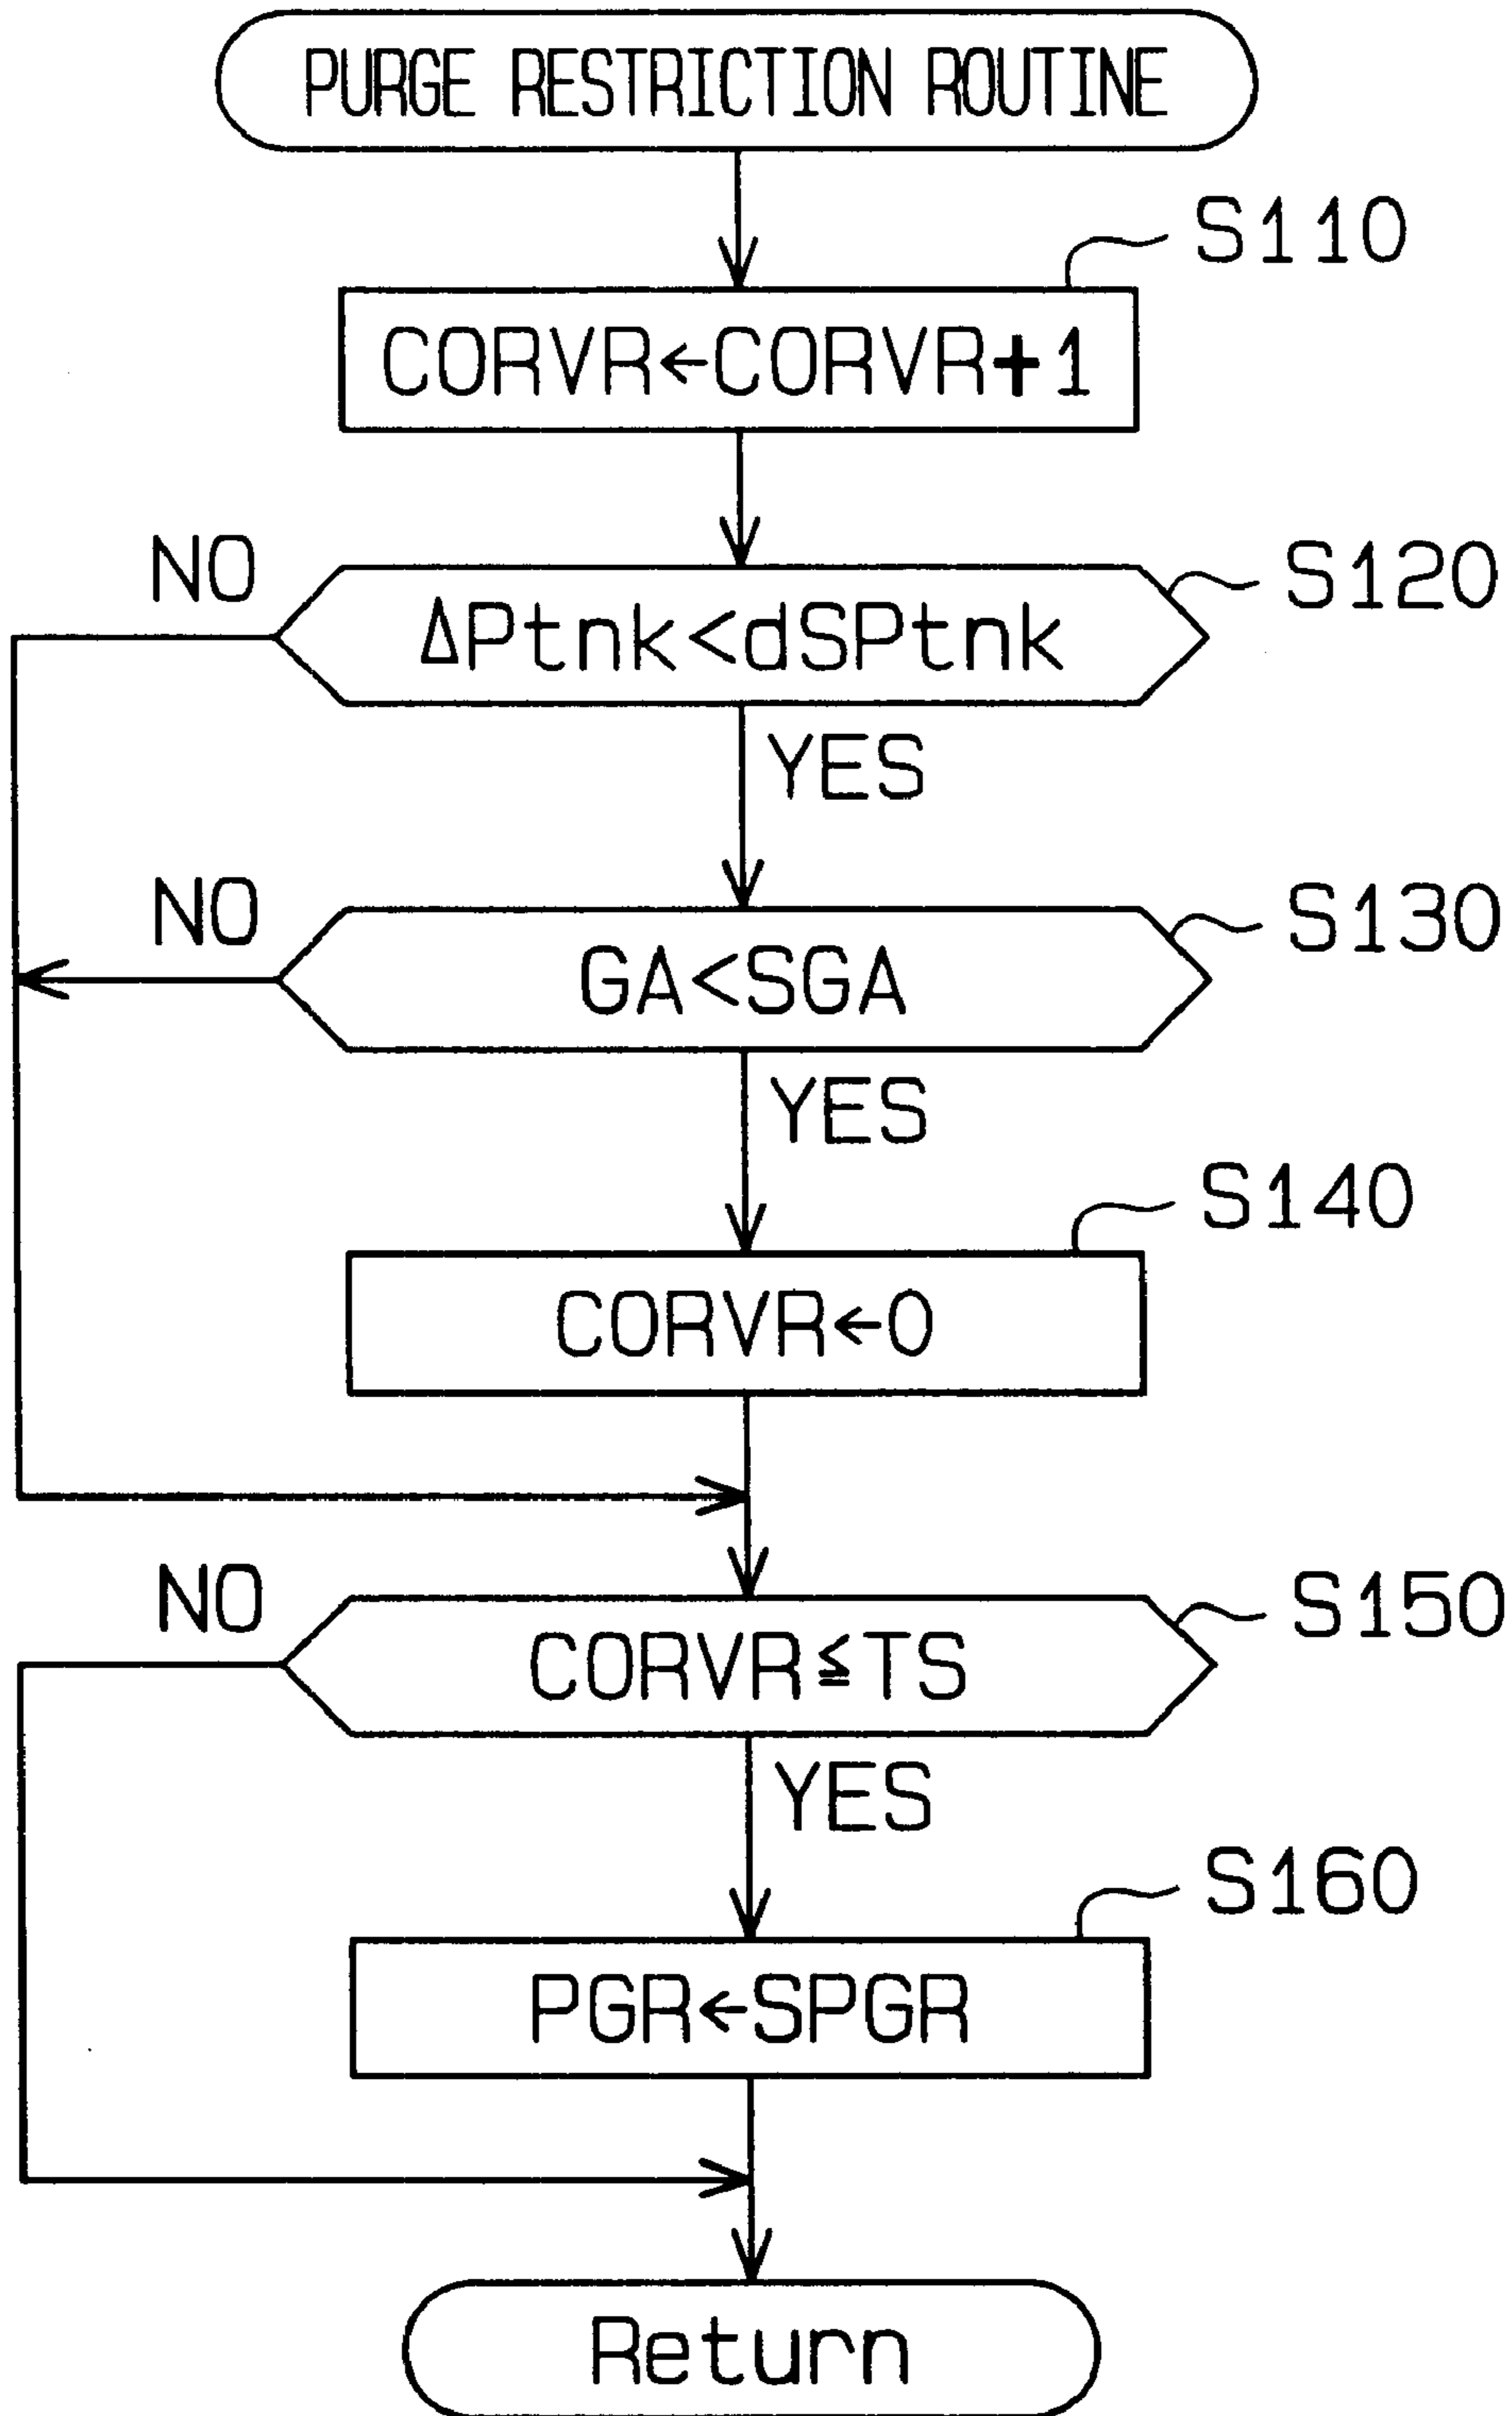 PURGE RESTRICTION ROUTINE
S110
CORVR←CORVR+1
NO
S120
ΔPtnk<dSPtnk
YES
NO
S130
GA<SGA
YES
S140
CORVR←0
NO
S150
CORVR≦TS
YES
S160
PGR←SPGR
Return